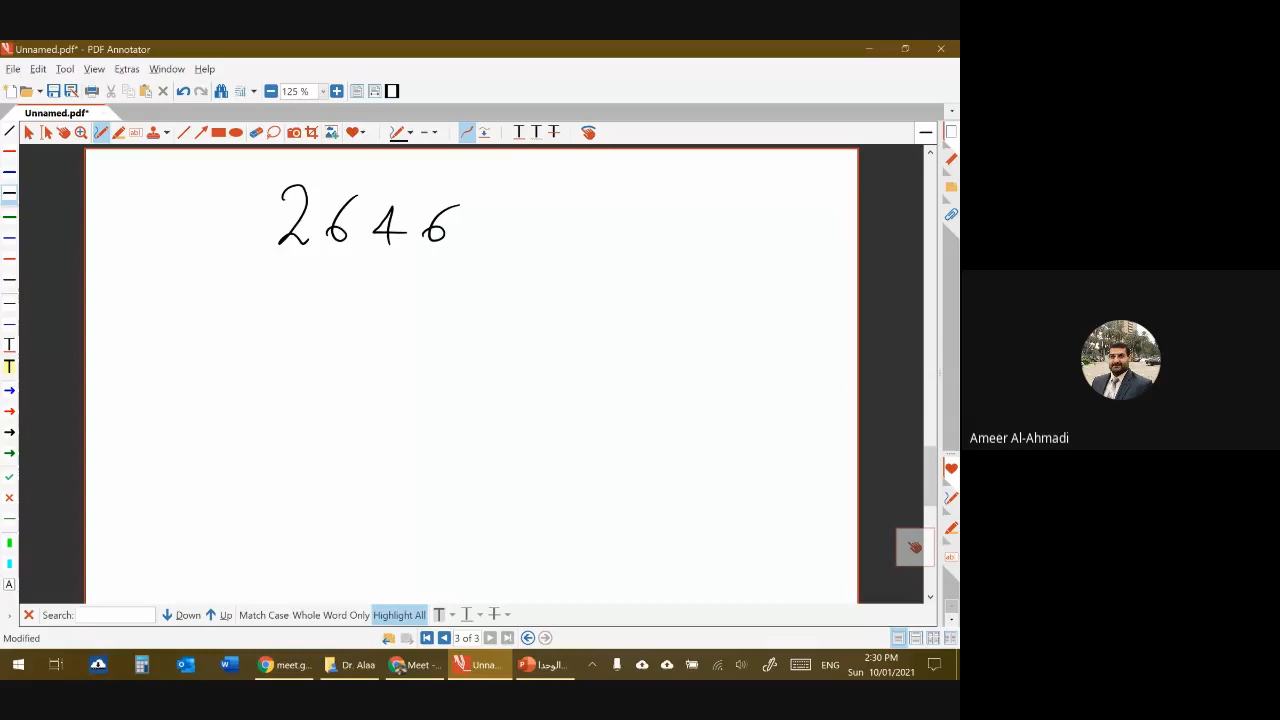 Unnamed.pdf* - PDF Annotator
File Edit Tool View Extras Window Help
125 %
Unnamed.pdf*
2646
Ameer Al-Ahmadi
Search: Down Up Match Case Whole Word Only Highlight All
Modified
3 of 3
meet.g... Dr. Alaa Meet -... Unna... الوحدا... ENG
2:30 PM
Sun 10/01/2021